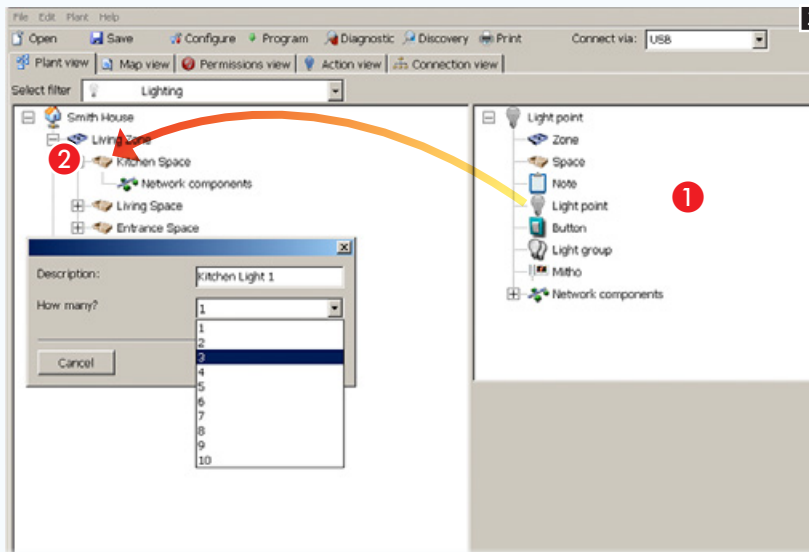 File Edit Plant Help
Open Save Configure Program Diagnostic Discovery Print Connect via: USB
Plant view Map view Permissions view Action view Connection view
Select filter Lighting
Smith House
Living Zone
2 Kitchen Space
Network components
Living Space
Entrance Space
Description: Kitchen Light 1
How many? 1
1
2
3
4
5
6
7
8
9
10
Cancel
Light point
Zone
Space
Note
Light point
1
Button
Light group
Mitho
Network components